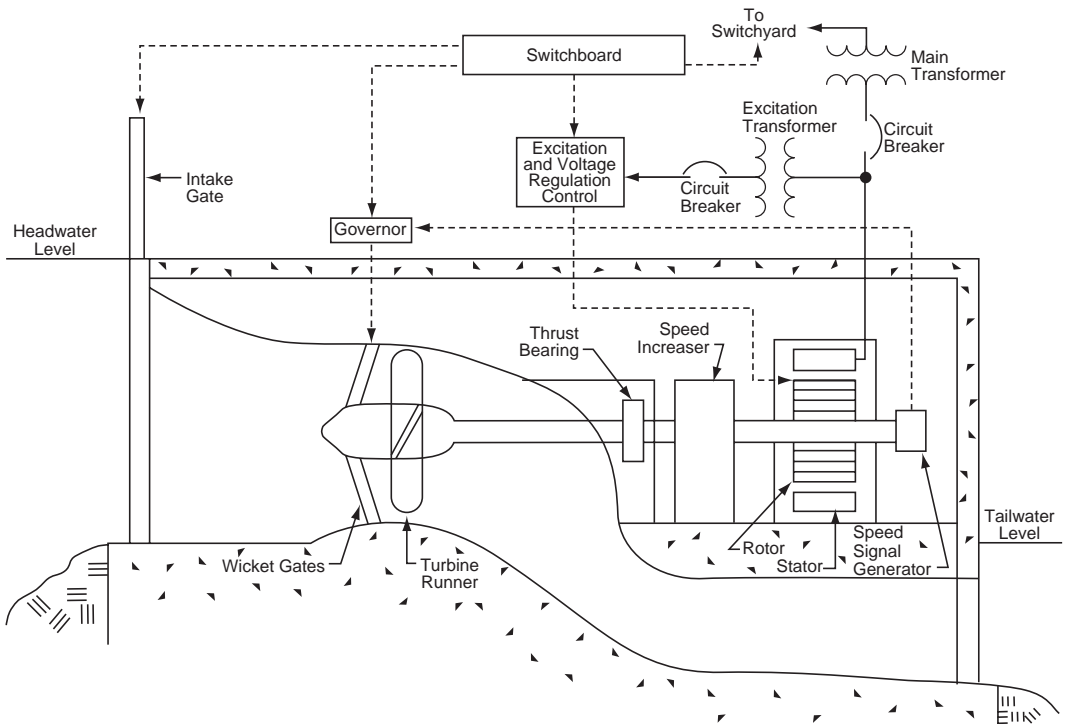 To
Switchyard
Switchboard
Main
Transformer
Excitation
Transformer
Circuit
Breaker
Excitation
and Voltage
Regulation
Control
Circuit
Breaker
Intake
Gate
Governor
Headwater
Level
Thrust
Bearing
Speed
Increaser
Wicket Gates
Turbine
Runner
Rotor
Stator
Speed
Signal
Generator
Tailwater
Level